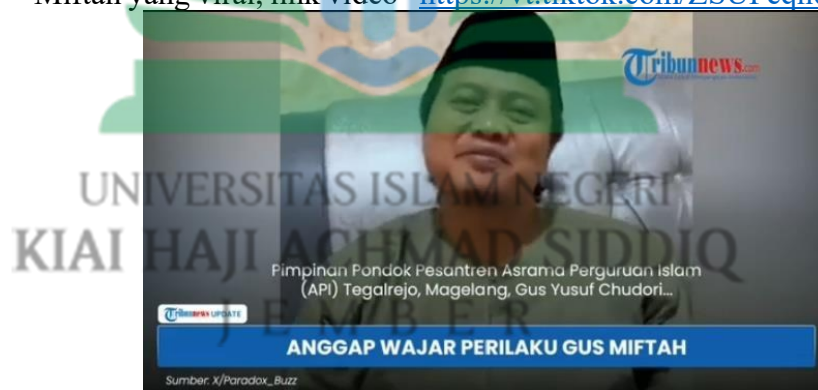 Miftah yang viral, link video
Tribunnews.com
UNIVERSITAS ISLAM NEGERI
KIAI HAJI ACHMAD SIDDIQ
JEMBER
Pimpinan Pondok Pesantren Asrama Perguruan Islam
(API) Tegalrejo, Magelang, Gus Yusuf Chudori...
Tribunnews UPDATE
ANGGAP WAJAR PERILAKU GUS MIFTAH
Sumber: X/Paradox_Buzz